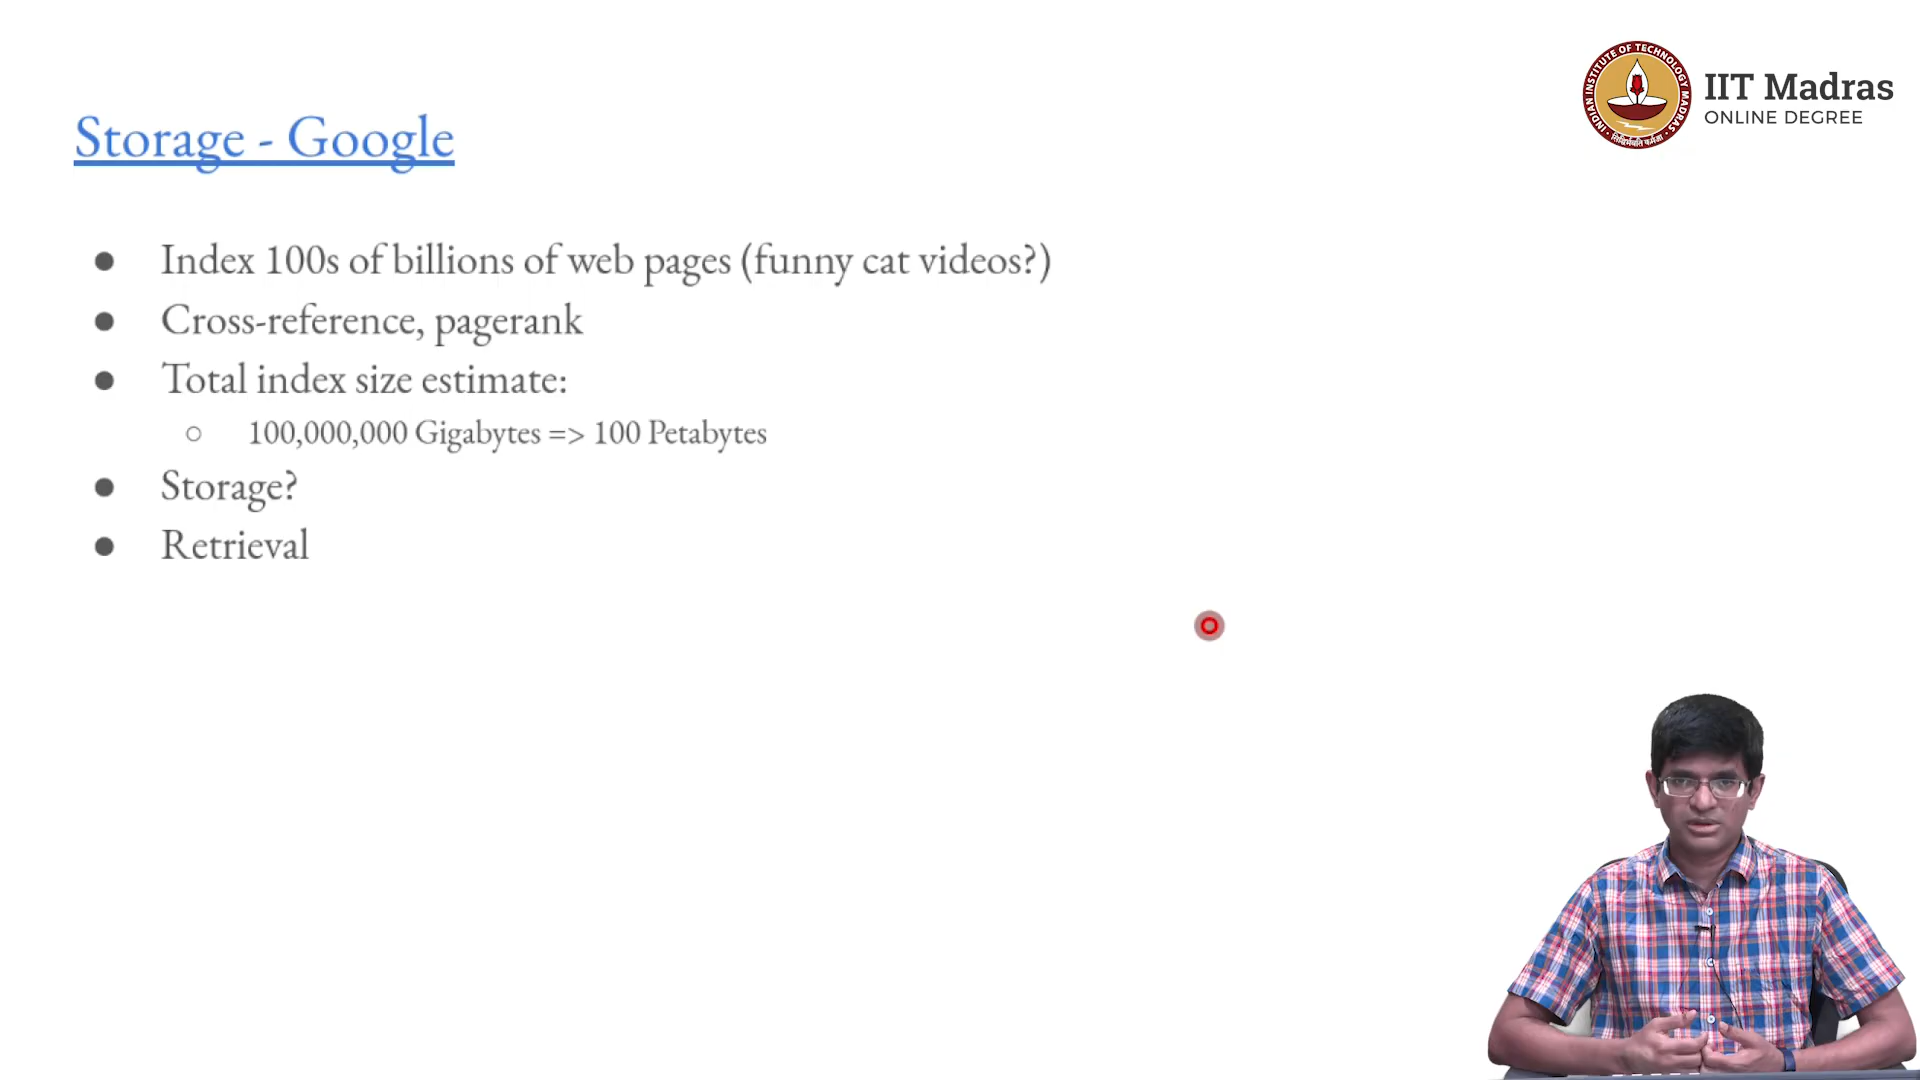 Storage - Google
Index 100s of billions of web pages (funny cat videos?)
Cross-reference, pagerank
Total index size estimate:
100,000,000 Gigabytes => 100 Petabytes
Storage?
Retrieval
INDIAN INSTITUTE OF TECHNOLOGY MADRAS
IIT Madras
ONLINE DEGREE